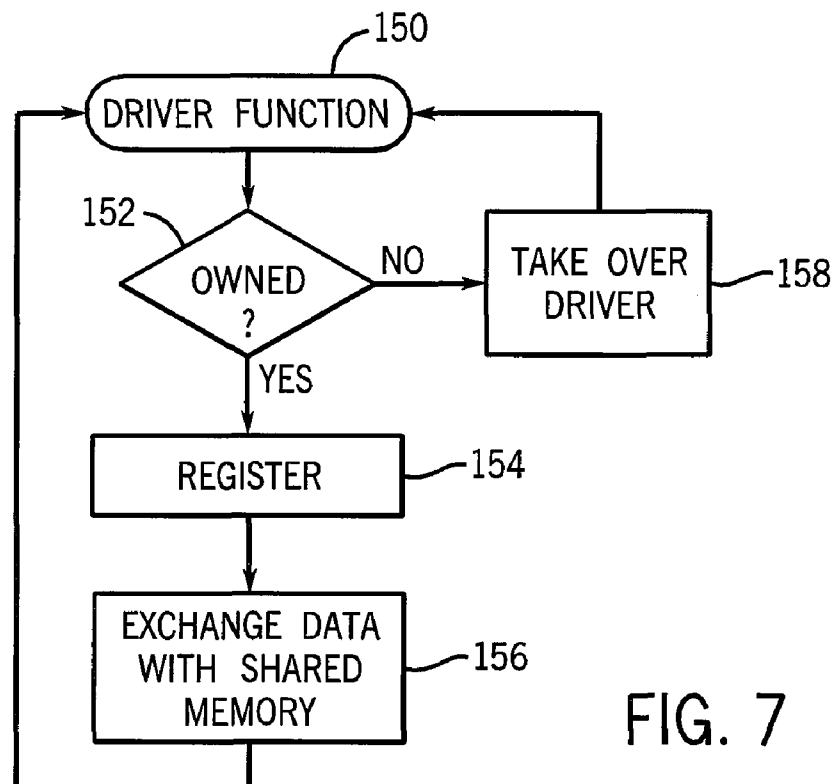 150
DRIVER FUNCTION
152
OWNED
?
NO
TAKE OVER
DRIVER
158
YES
REGISTER
154
EXCHANGE DATA
WITH SHARED
MEMORY
156
FIG. 7